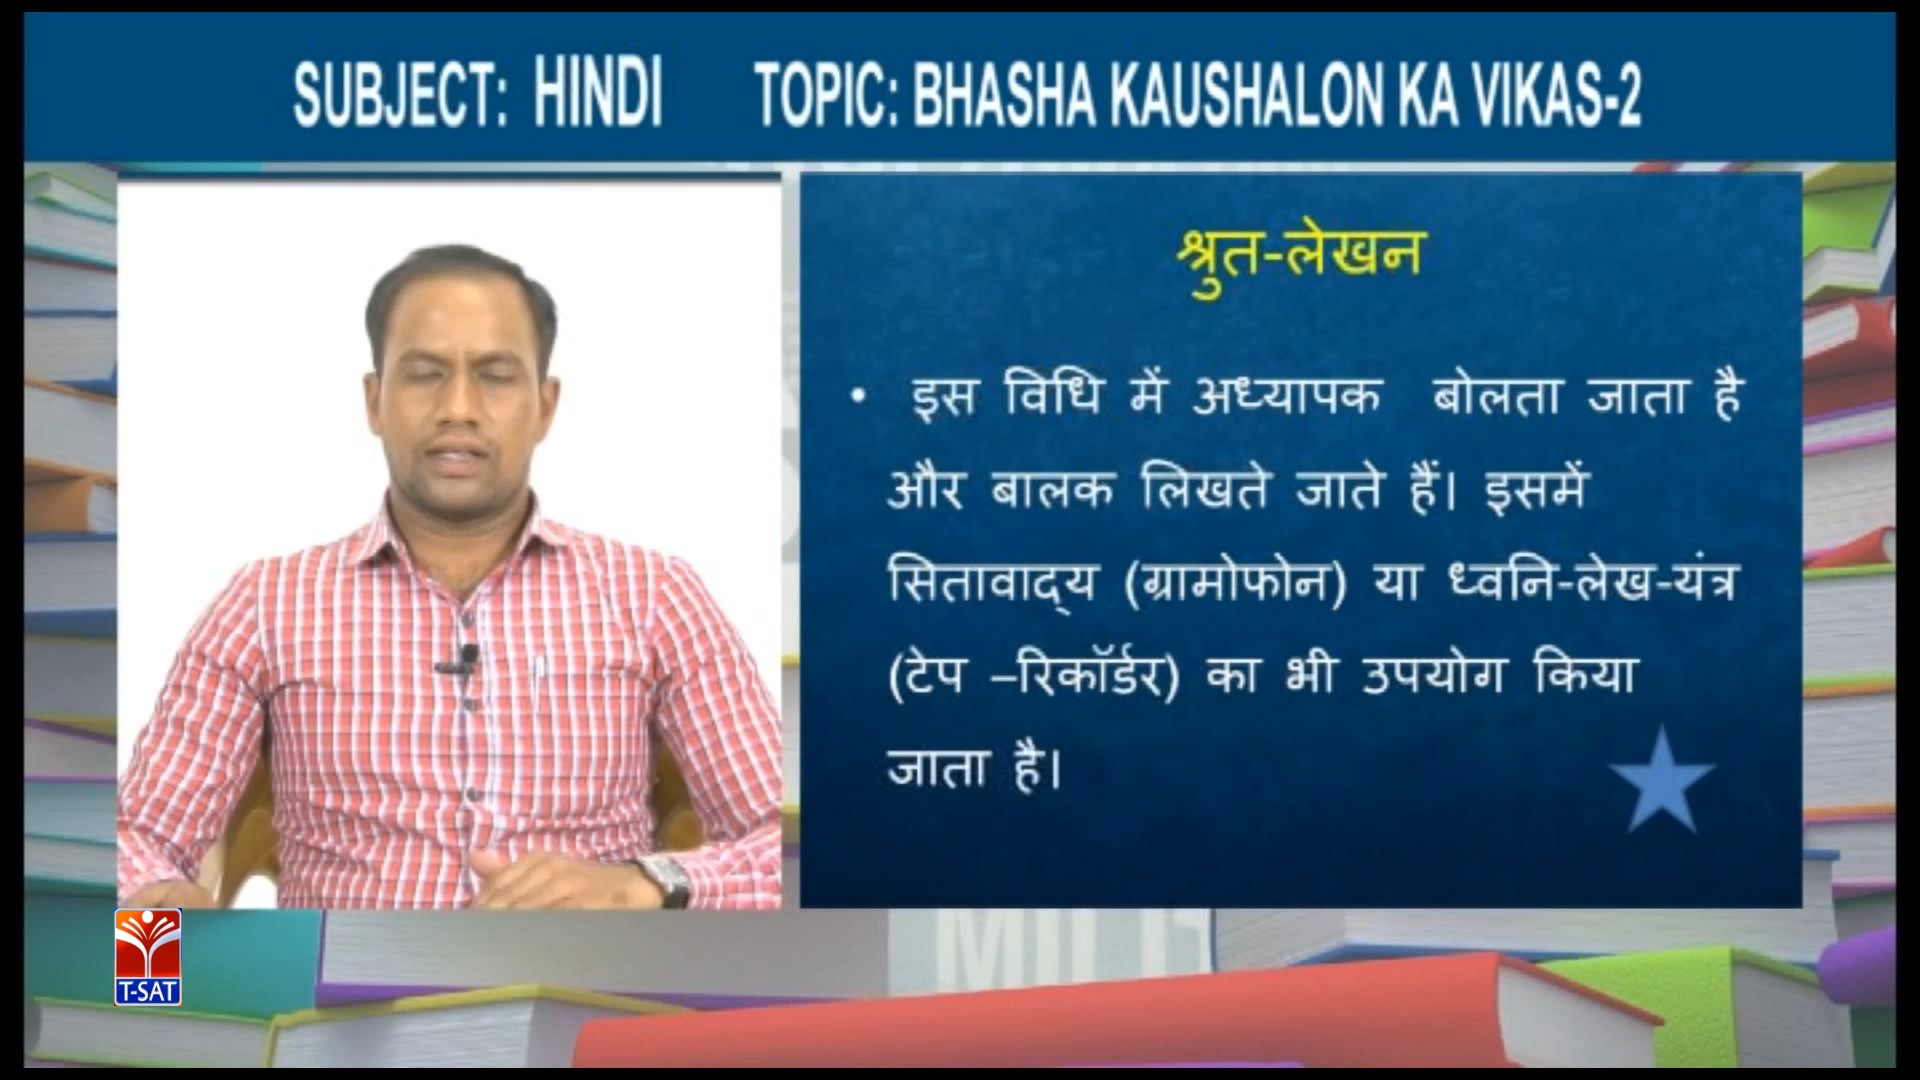 SUBJECT: HINDI TOPIC: BHASHA KAUSHALON KA VIKAS-2
श्रुत-लेखन
• इस विधि में अध्यापक बोलता जाता है
और बालक लिखते जाते हैं। इसमें
सितावाद्य (ग्रामोफोन) या ध्वनि-लेख-यंत्र
(टेप –रिकॉर्डर) का भी उपयोग किया
जाता है।
T-SAT